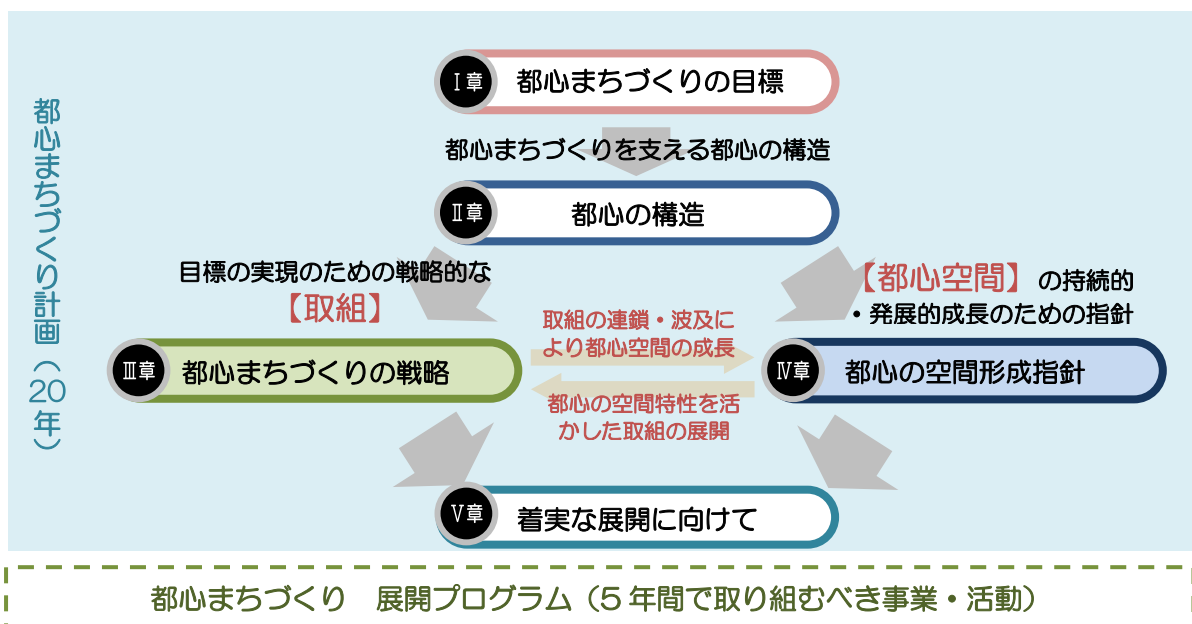 都心まちづくり計画（20年）
Ⅰ章 都心まちづくりの目標
都心まちづくりを支える都心の構造
Ⅱ章 都心の構造
目標の実現のための戦略的な
【取組】
【都心空間】の持続的
・発展的成長のための指針
取組の連鎖・波及に
より都心空間の成長
Ⅲ章 都心まちづくりの戦略
Ⅳ章 都心の空間形成指針
都心の空間特性を活
かした取組の展開
Ⅴ章 着実な展開に向けて
都心まちづくり　展開プログラム（5年間で取り組むべき事業・活動）